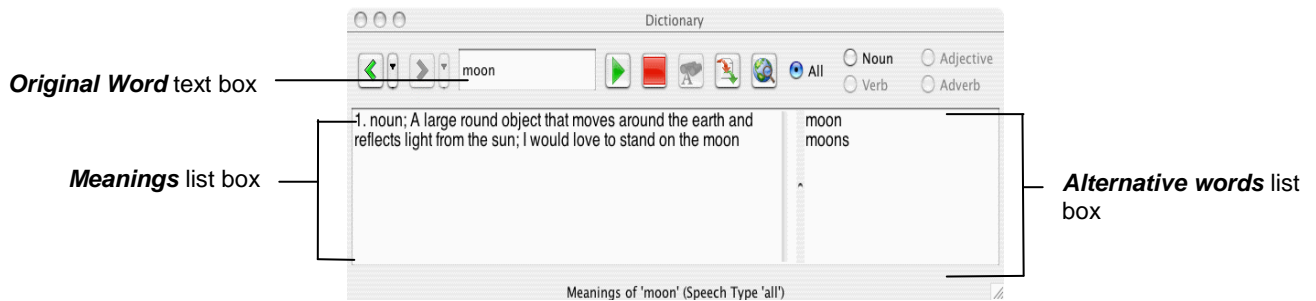 Dictionary
Original Word text box
moon
All
Noun
Adjective
Verb
Adverb
1. noun; A large round object that moves around the earth and
reflects light from the sun; I would love to stand on the moon
moon
moons
Meanings list box
Alternative words list
box
Meanings of 'moon' (Speech Type 'all')